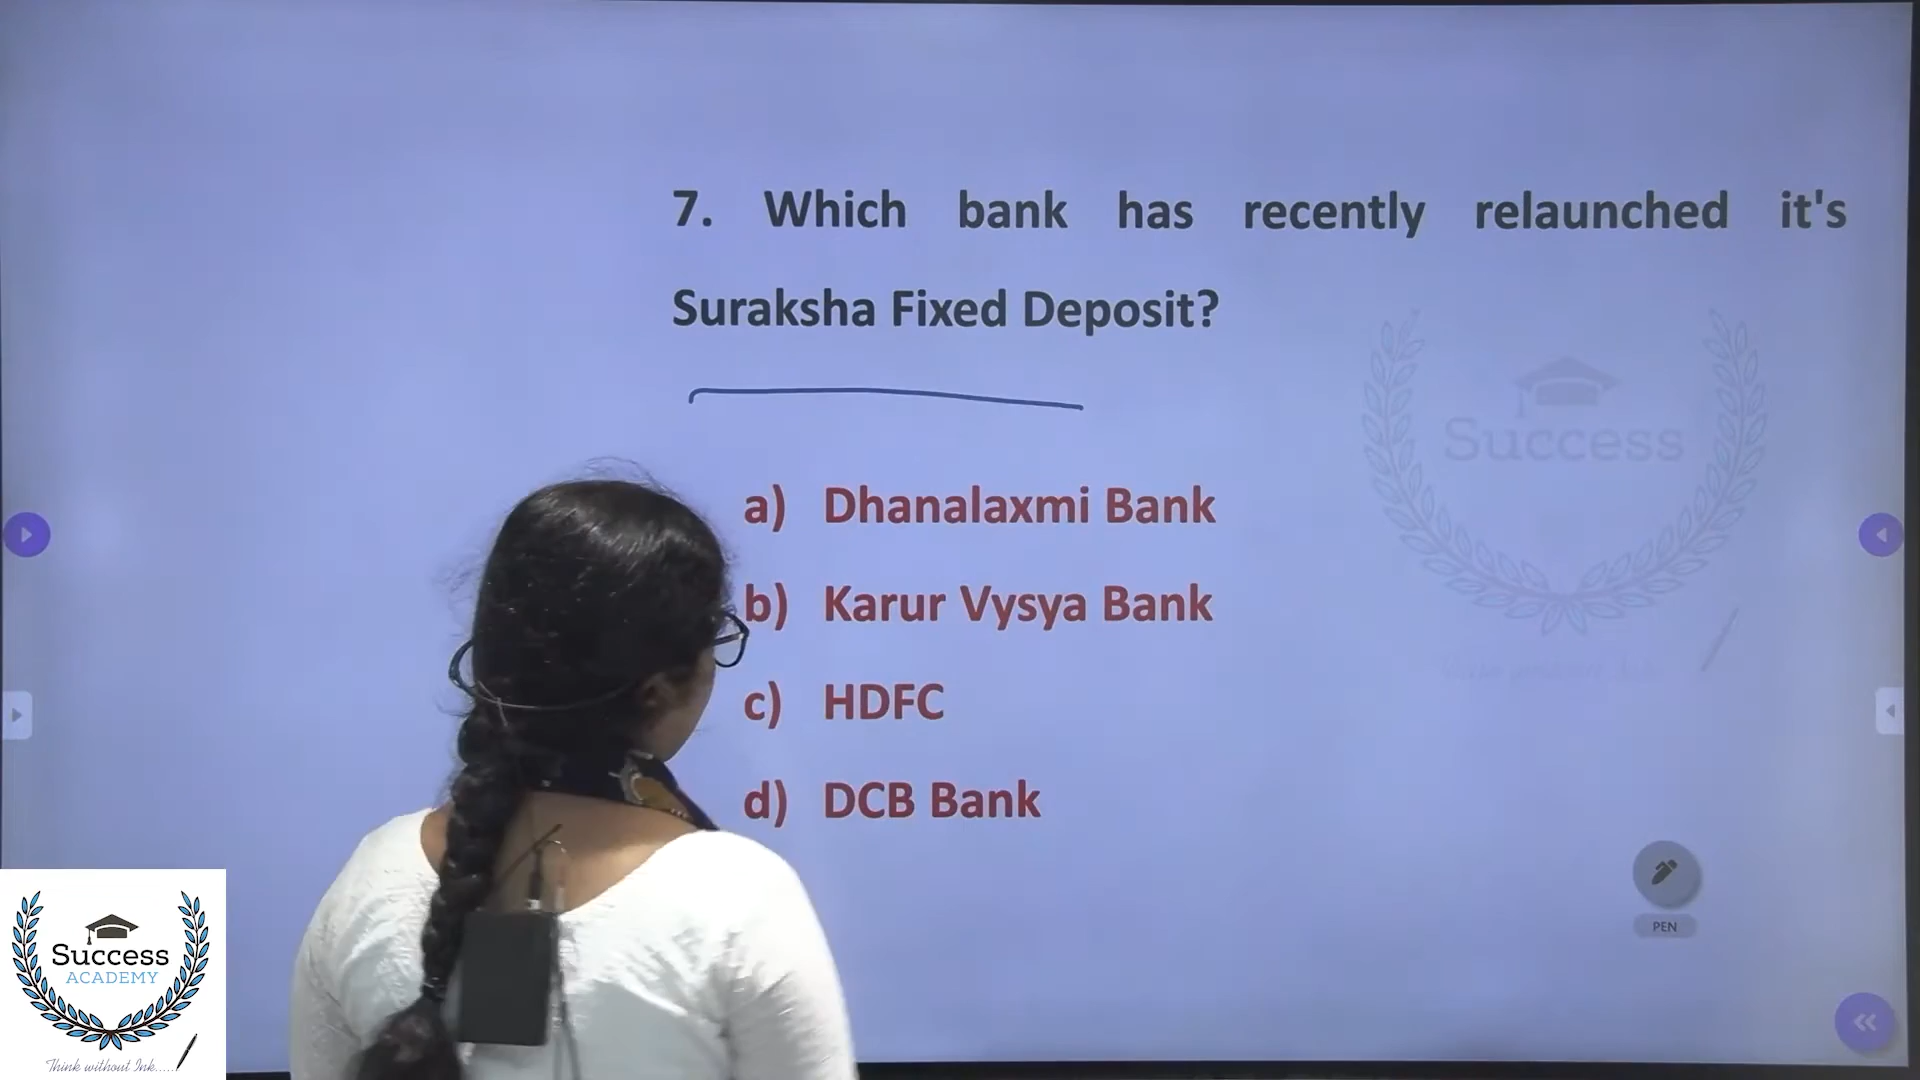 7. Which bank has recently relaunched it's
Suraksha Fixed Deposit?
Success
a) Dhanalaxmi Bank
b) Karur Vysya Bank
c) HDFC
d) DCB Bank
PEN
Success
ACADEMY
Think without Ink.....